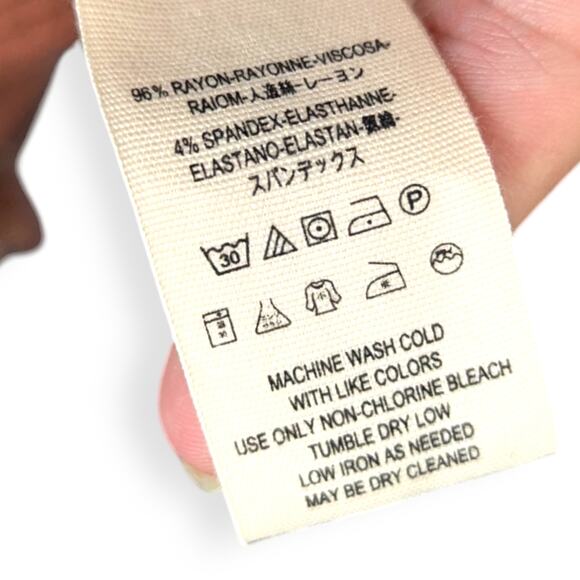 96% RAYON-RAYONNE-VISCOSA-
RAIOM-人造絲-レーヨン
4% SPANDEX-ELASTHANNE-
ELASTANO-ELASTAN-氨綸-
スパンデックス
30 P
MACHINE WASH COLD
WITH LIKE COLORS
USE ONLY NON-CHLORINE BLEACH
TUMBLE DRY LOW
LOW IRON AS NEEDED
MAY BE DRY CLEANED